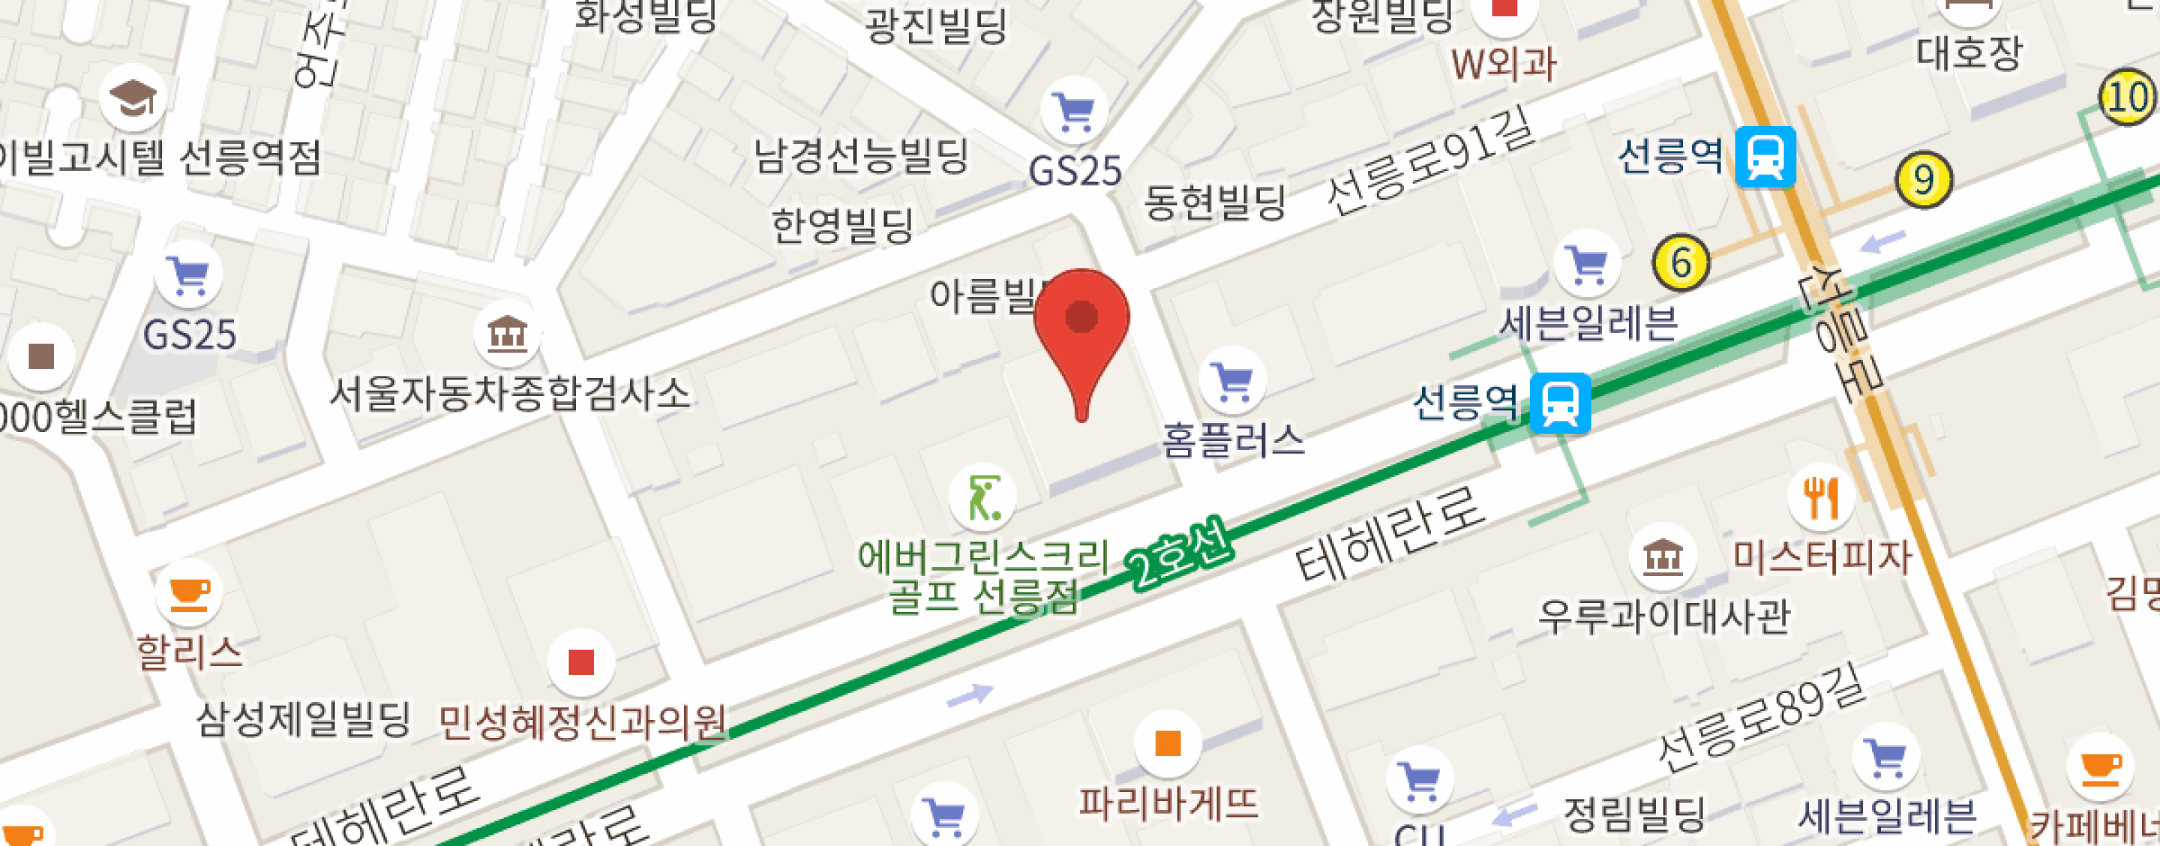 화성빌딩
광진빌딩
장원빌딩
W외과
대호장
10
이빌고시텔 선릉역점
남경선능빌딩
GS25
선릉로91길
선릉역
9
동현빌딩
한영빌딩
6
아름빌
GS25
세븐일레븐
선릉로
서울자동차종합검사소
000헬스클럽
홈플러스
선릉역
에버그린스크리
골프 선릉점
2호선
테헤란로
미스터피자
우루과이대사관
할리스
삼성제일빌딩
민성혜정신과의원
선릉로89길
파리바게뜨
테헤란로
정림빌딩
세븐일레븐
CU
카페베네